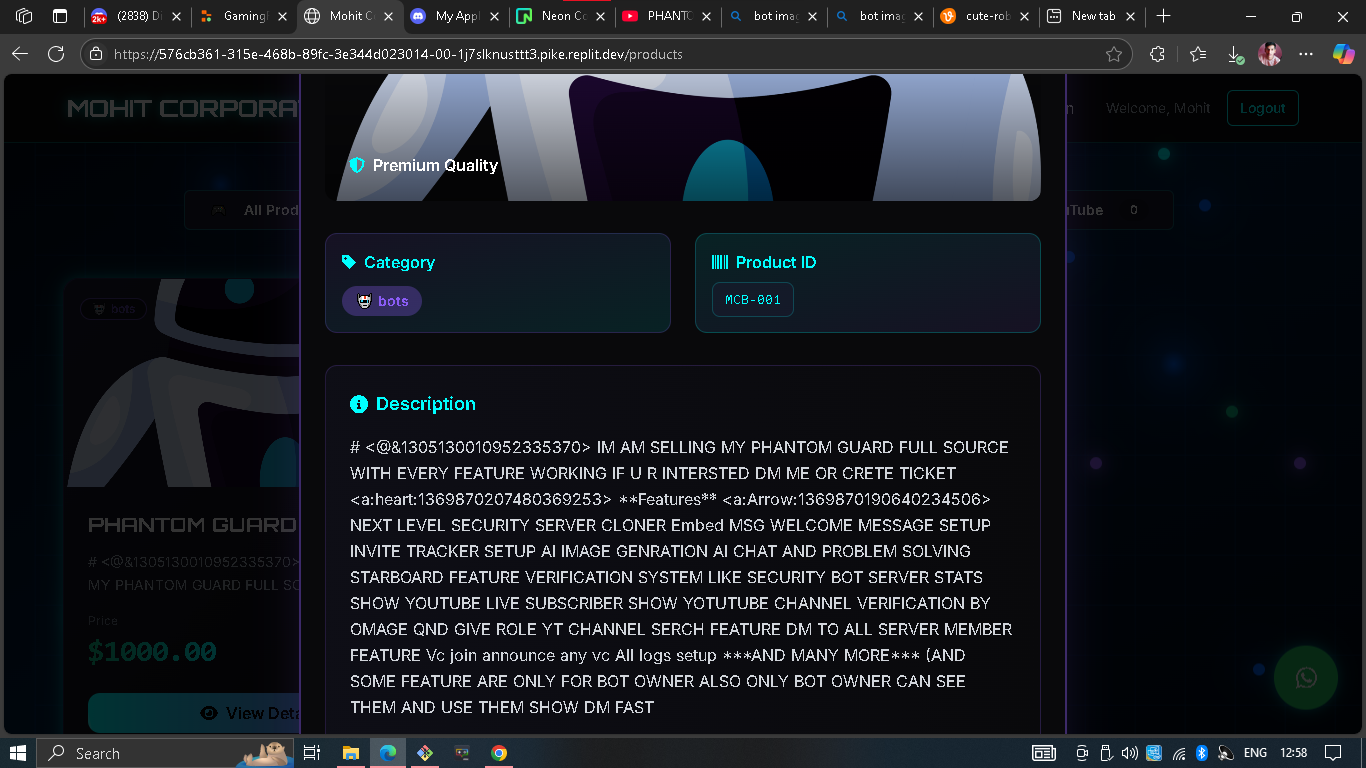 (2838) Di
GamingI
Mohit C
My Appl
Neon Co
PHANTO
bot imag
bot imag
cute-rob
New tab
https://576cb361-315e-468b-89fc-3e344d023014-00-1j7slknusttt3.pike.replit.dev/products
MOHIT CORPORA
n
Welcome, Mohit
Logout
Premium Quality
All Prod
uTube
0
Category
bots
Product ID
MCB-001
bots
Description
# <@&1305130010952335370> IM AM SELLING MY PHANTOM GUARD FULL SOURCE
WITH EVERY FEATURE WORKING IF U R INTERSTED DM ME OR CRETE TICKET
<a:heart:1369870207480369253> **Features** <a:Arrow:1369870190640234506>
NEXT LEVEL SECURITY SERVER CLONER Embed MSG WELCOME MESSAGE SETUP
INVITE TRACKER SETUP AI IMAGE GENRATION AI CHAT AND PROBLEM SOLVING
STARBOARD FEATURE VERIFICATION SYSTEM LIKE SECURITY BOT SERVER STATS
SHOW YOUTUBE LIVE SUBSCRIBER SHOW YOTUTUBE CHANNEL VERIFICATION BY
OMAGE QND GIVE ROLE YT CHANNEL SERCH FEATURE DM TO ALL SERVER MEMBER
FEATURE Vc join announce any vc All logs setup ***AND MANY MORE*** (AND
SOME FEATURE ARE ONLY FOR BOT OWNER ALSO ONLY BOT OWNER CAN SEE
THEM AND USE THEM SHOW DM FAST
PHANTOM GUARD
# <@&1305130010952335370>
MY PHANTOM GUARD FULL SO
Price
$1000.00
View Deta
Search
ENG
12:58